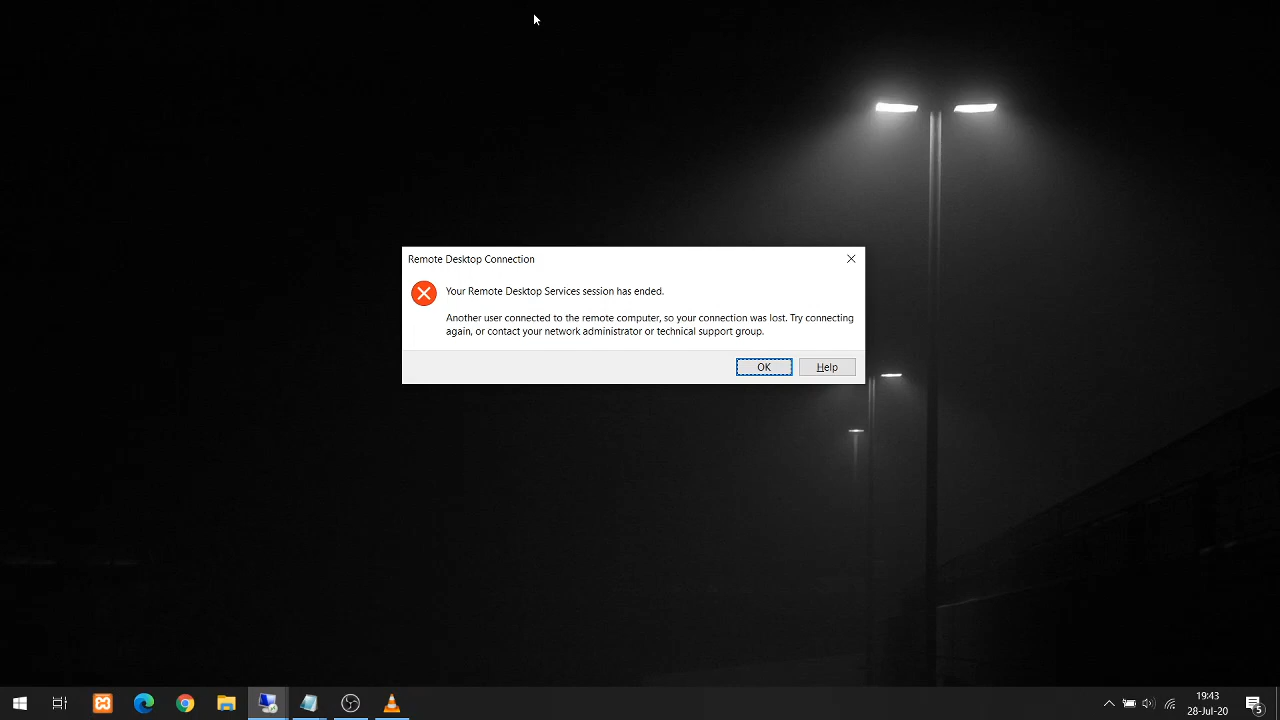 Remote Desktop Connection
Your Remote Desktop Services session has ended.
Another user connected to the remote computer, so your connection was lost. Try connecting
again, or contact your network administrator or technical support group.
OK
Help
19:43
28-Jul-20
5